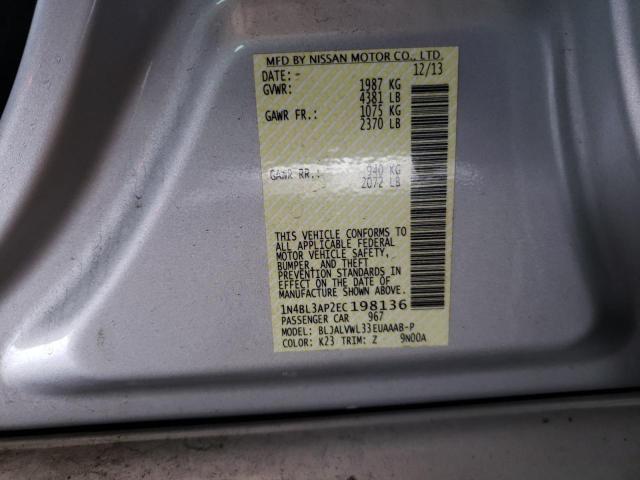 MFD BY NISSAN MOTOR CO., LTD.
DATE: - 12/13
GVWR: 1987 KG
4381 LB
GAWR FR.: 1075 KG
2370 LB
GAWR RR.: 940 KG
2072 LB
THIS VEHICLE CONFORMS TO
ALL APPLICABLE FEDERAL
MOTOR VEHICLE SAFETY,
BUMPER, AND THEFT
PREVENTION STANDARDS IN
EFFECT ON THE DATE OF
MANUFACTURE SHOWN ABOVE.
1N4BL3AP2EC198136
PASSENGER CAR 967
MODEL: BLJALVWL33EUAAAB-P
COLOR: K23 TRIM: Z 9N00A